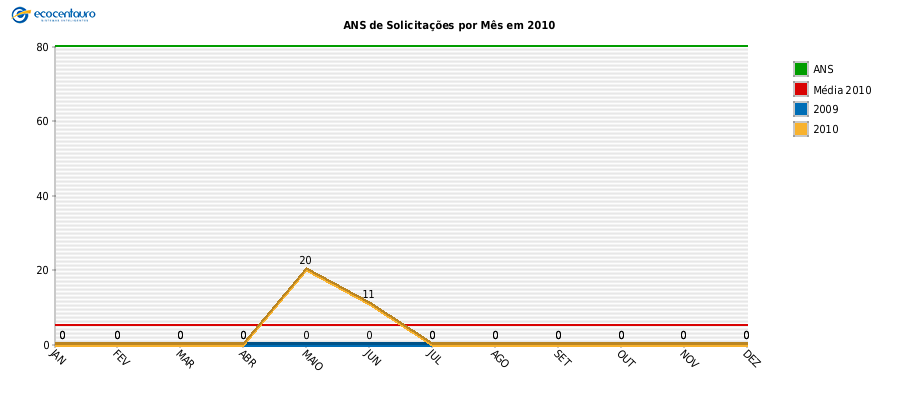 ecocentauro
ANS de Solicitações por Mês em 2010
80
60
40
20
0
20
11
0 0 0 0 0 0 0 0 0 0 0 0
JAN FEV MAR ABR MAIO JUN JUL AGO SET OUT NOV DEZ
ANS
Média 2010
2009
2010